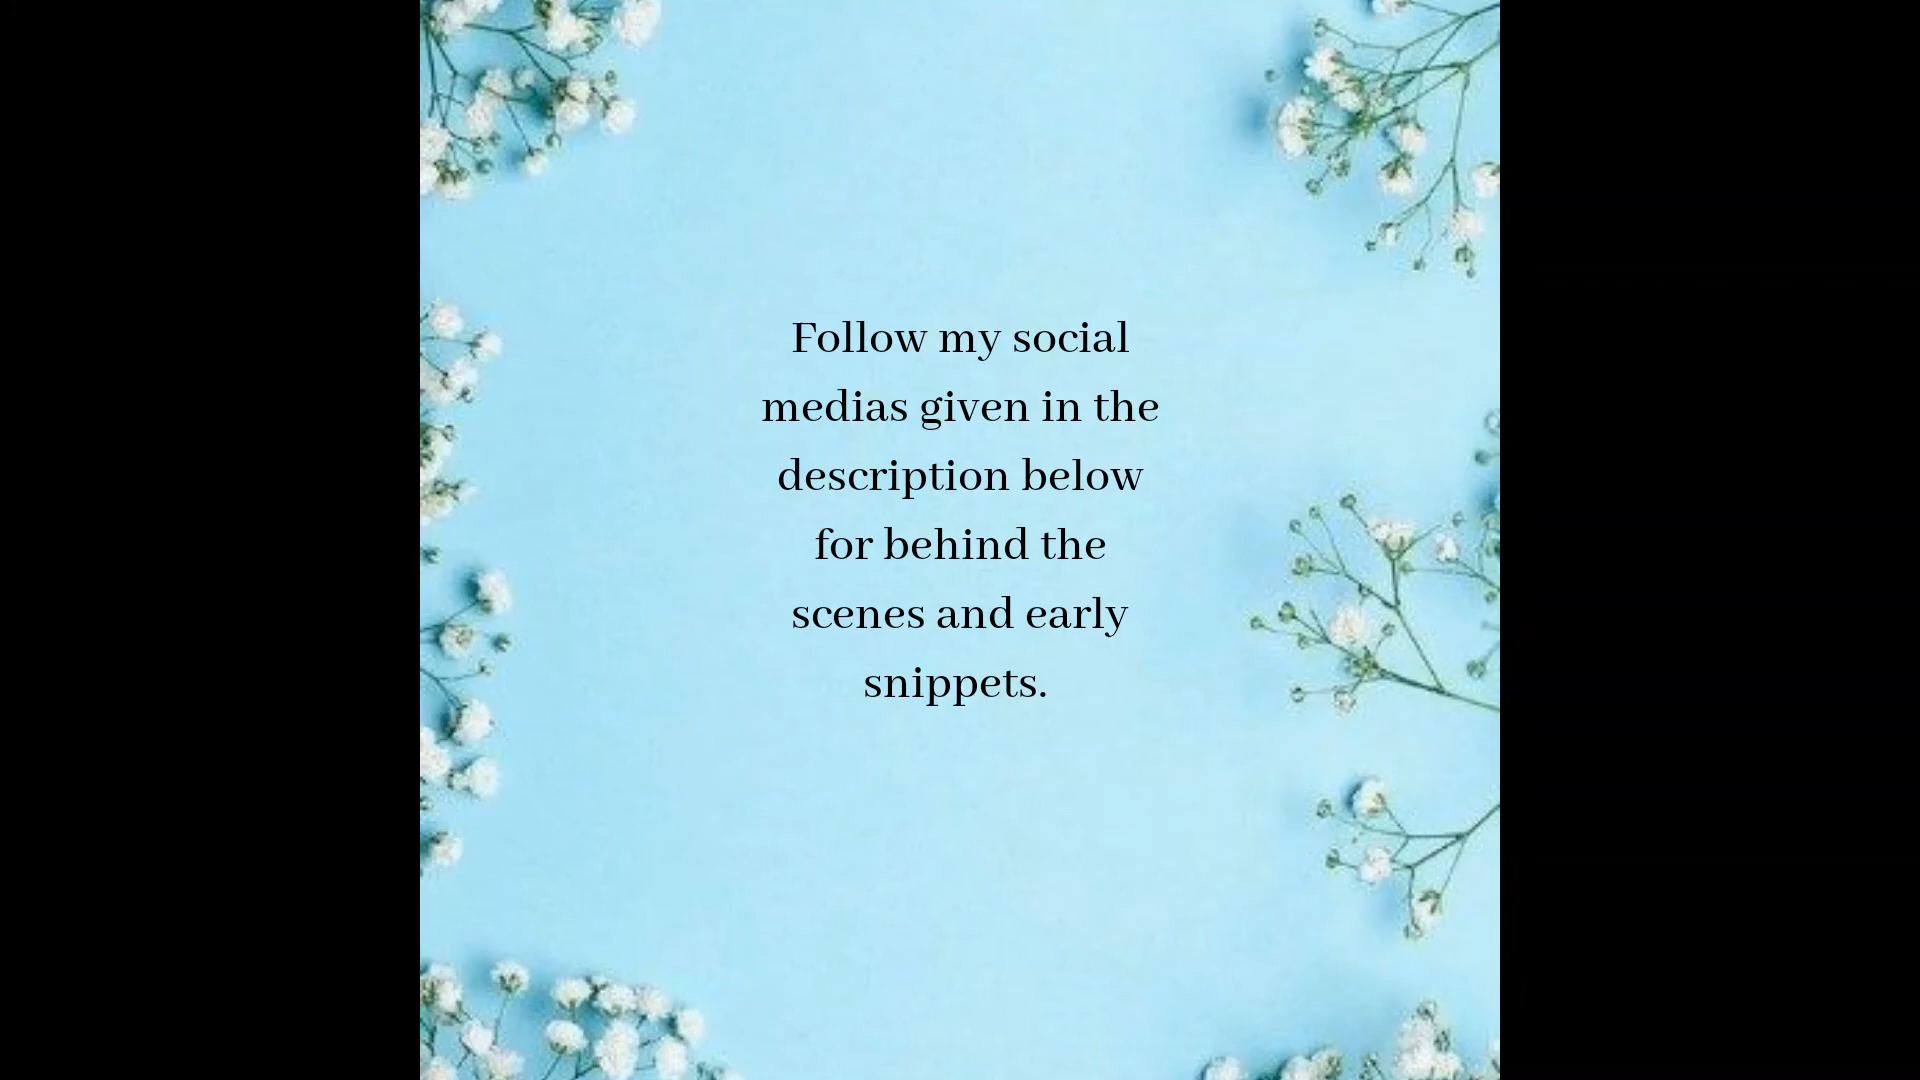 Follow my social
medias given in the
description below
for behind the
scenes and early
snippets.